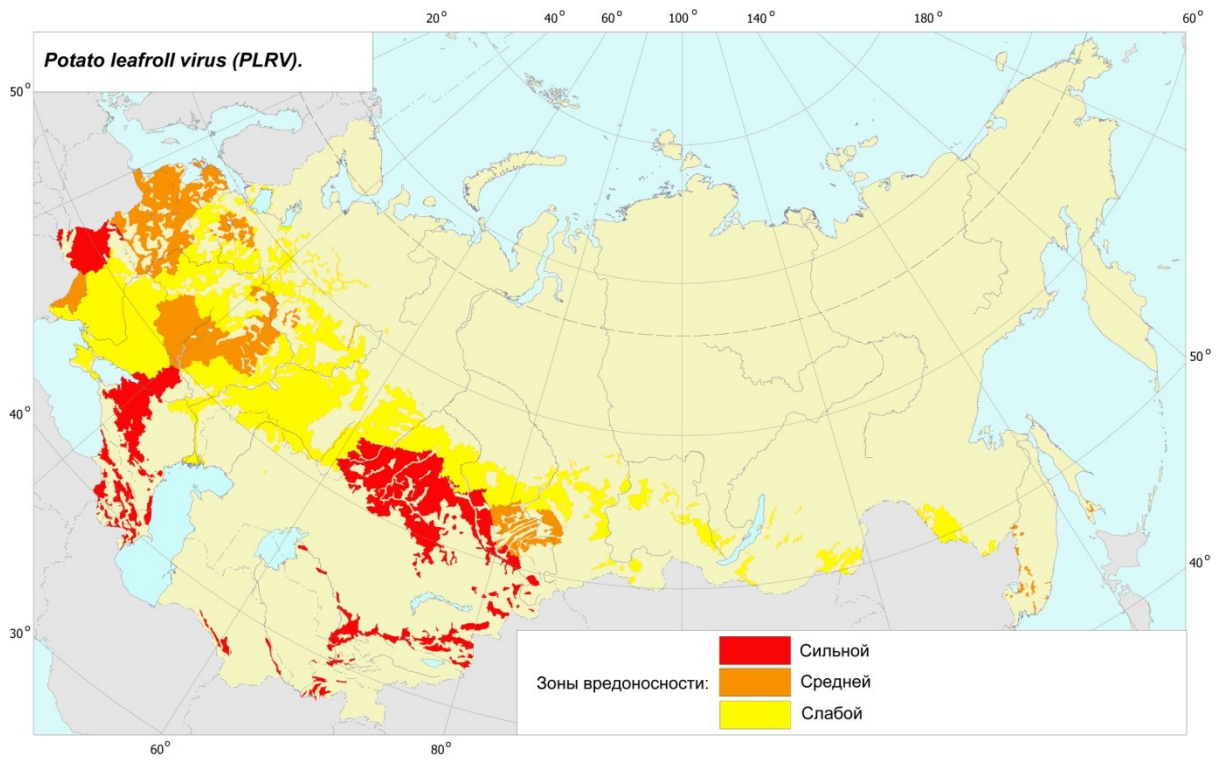 20° 40° 60° 100° 140° 180° 60°
Potato leafroll virus (PLRV).
50°
50°
40°
40°
30°
Зоны вредоносности:
Сильной
Средней
Слабой
60° 80°